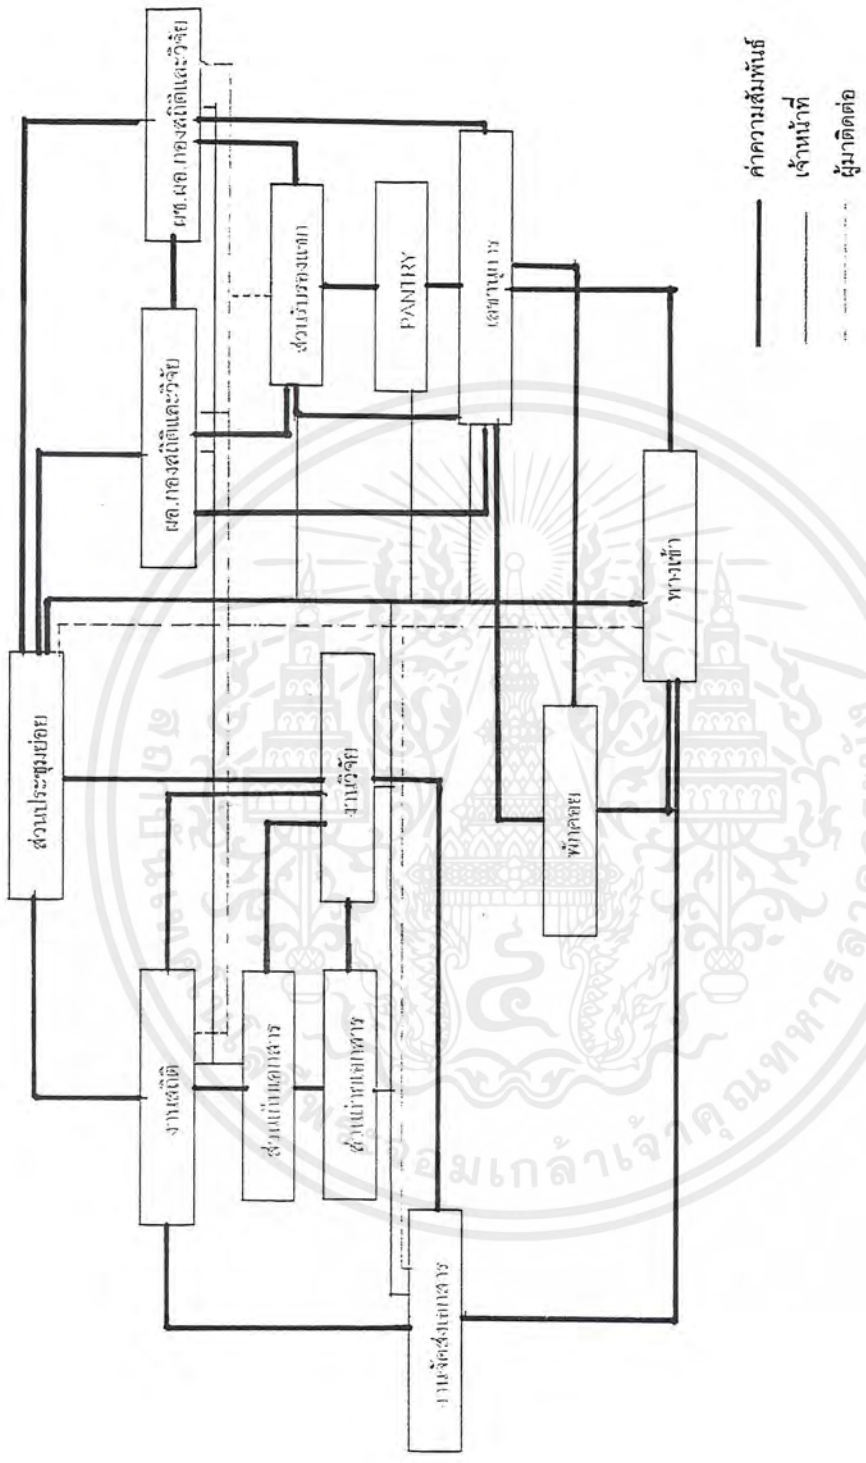 ส่วนประชุมย่อย
ผช.ผอ.กองสถิติและวิจัย
ผอ.กองสถิติและวิจัย
งานสถิติ
ส่วนรับรองแขก
ส่วนเก็บเอกสาร
งานวิจัย
ส่วนถ่ายเอกสาร
PANTRY
เลขานุการ
งานจัดส่งเอกสาร
พักคอย
ทางเข้า
ค่าความสัมพันธ์
เจ้าหน้าที่
ผู้มาติดต่อ